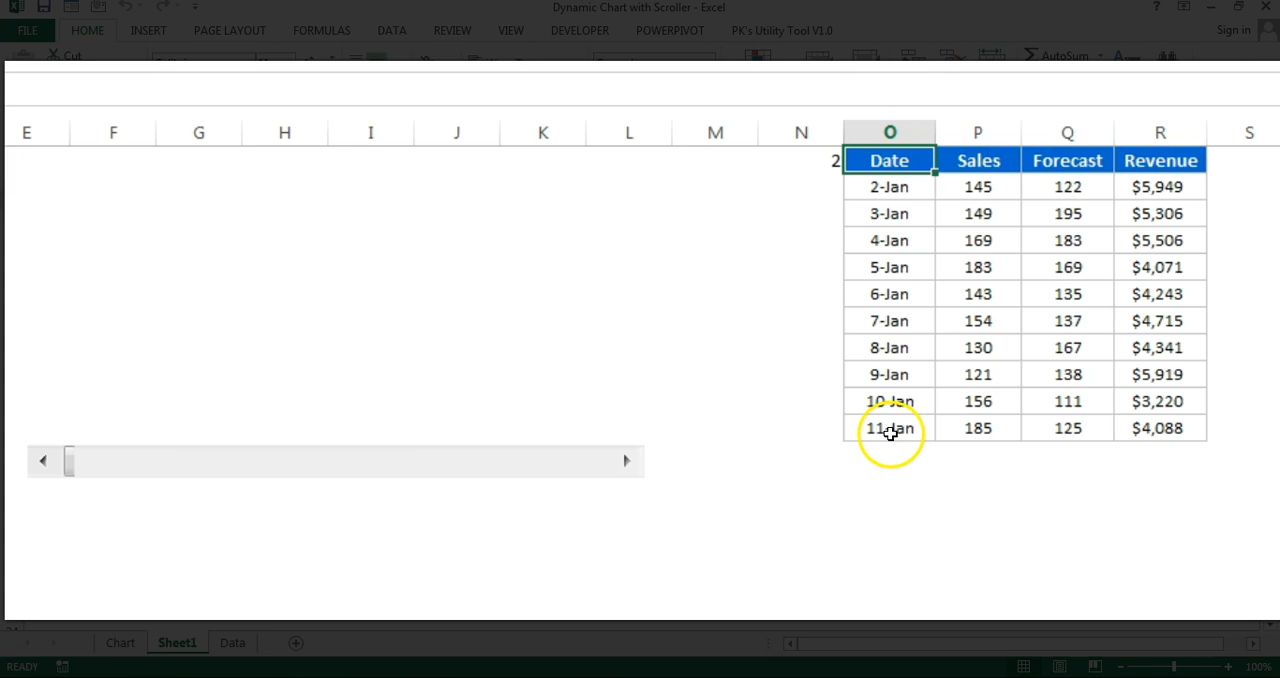 Dynamic Chart with Scroller - Excel
FILE HOME INSERT PAGE LAYOUT FORMULAS DATA REVIEW VIEW DEVELOPER POWERPIVOT PK's Utility Tool V1.0 Sign in
Cut AutoSum
E F G H I J K L M N O P Q R S
2 Date Sales Forecast Revenue
2-Jan 145 122 $5,949
3-Jan 149 195 $5,306
4-Jan 169 183 $5,506
5-Jan 183 169 $4,071
6-Jan 143 135 $4,243
7-Jan 154 137 $4,715
8-Jan 130 167 $4,341
9-Jan 121 138 $5,919
10-Jan 156 111 $3,220
11-Jan 185 125 $4,088
Chart Sheet1 Data
READY 100%